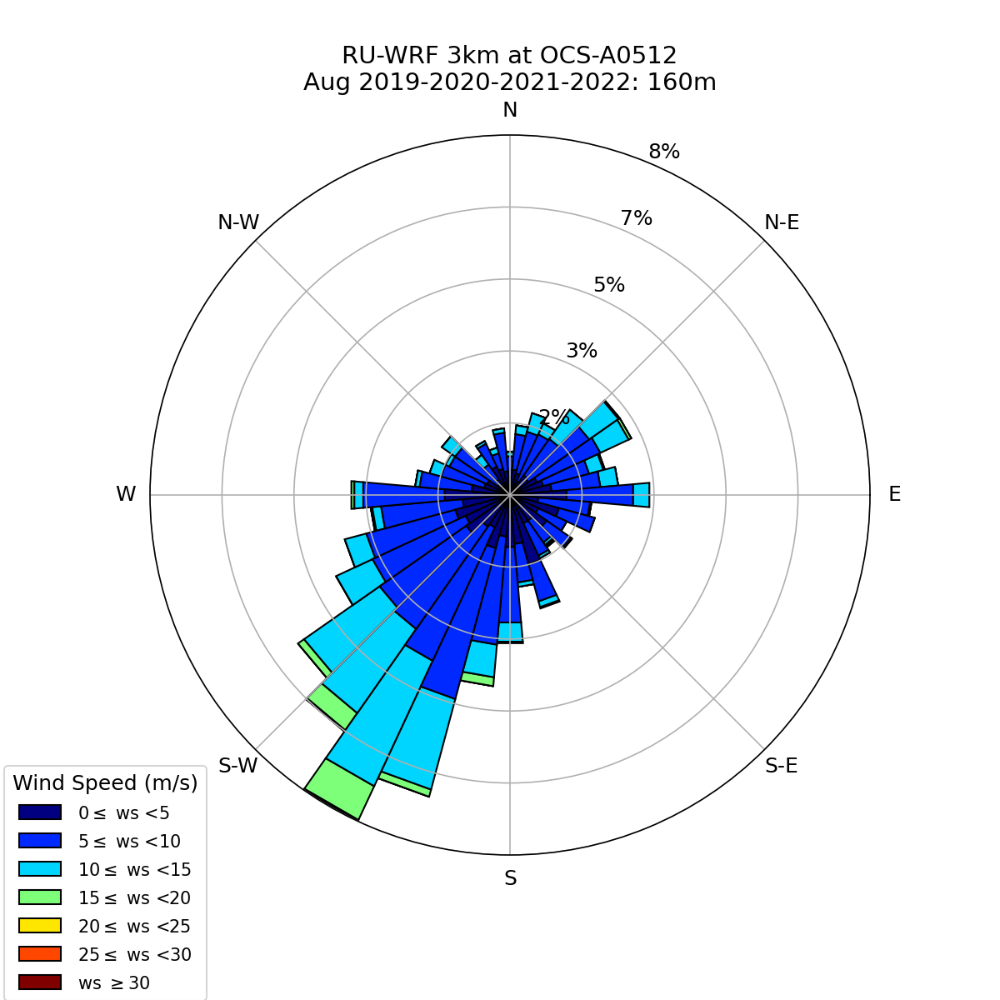 RU-WRF 3km at OCS-A0512
Aug 2019-2020-2021-2022: 160m
N
8%
N-W
7%
N-E
5%
3%
2%
W
E
S-W
S-E
S
Wind Speed (m/s)
0≤ ws <5
5≤ ws <10
10≤ ws <15
15≤ ws <20
20≤ ws <25
25≤ ws <30
ws ≥30